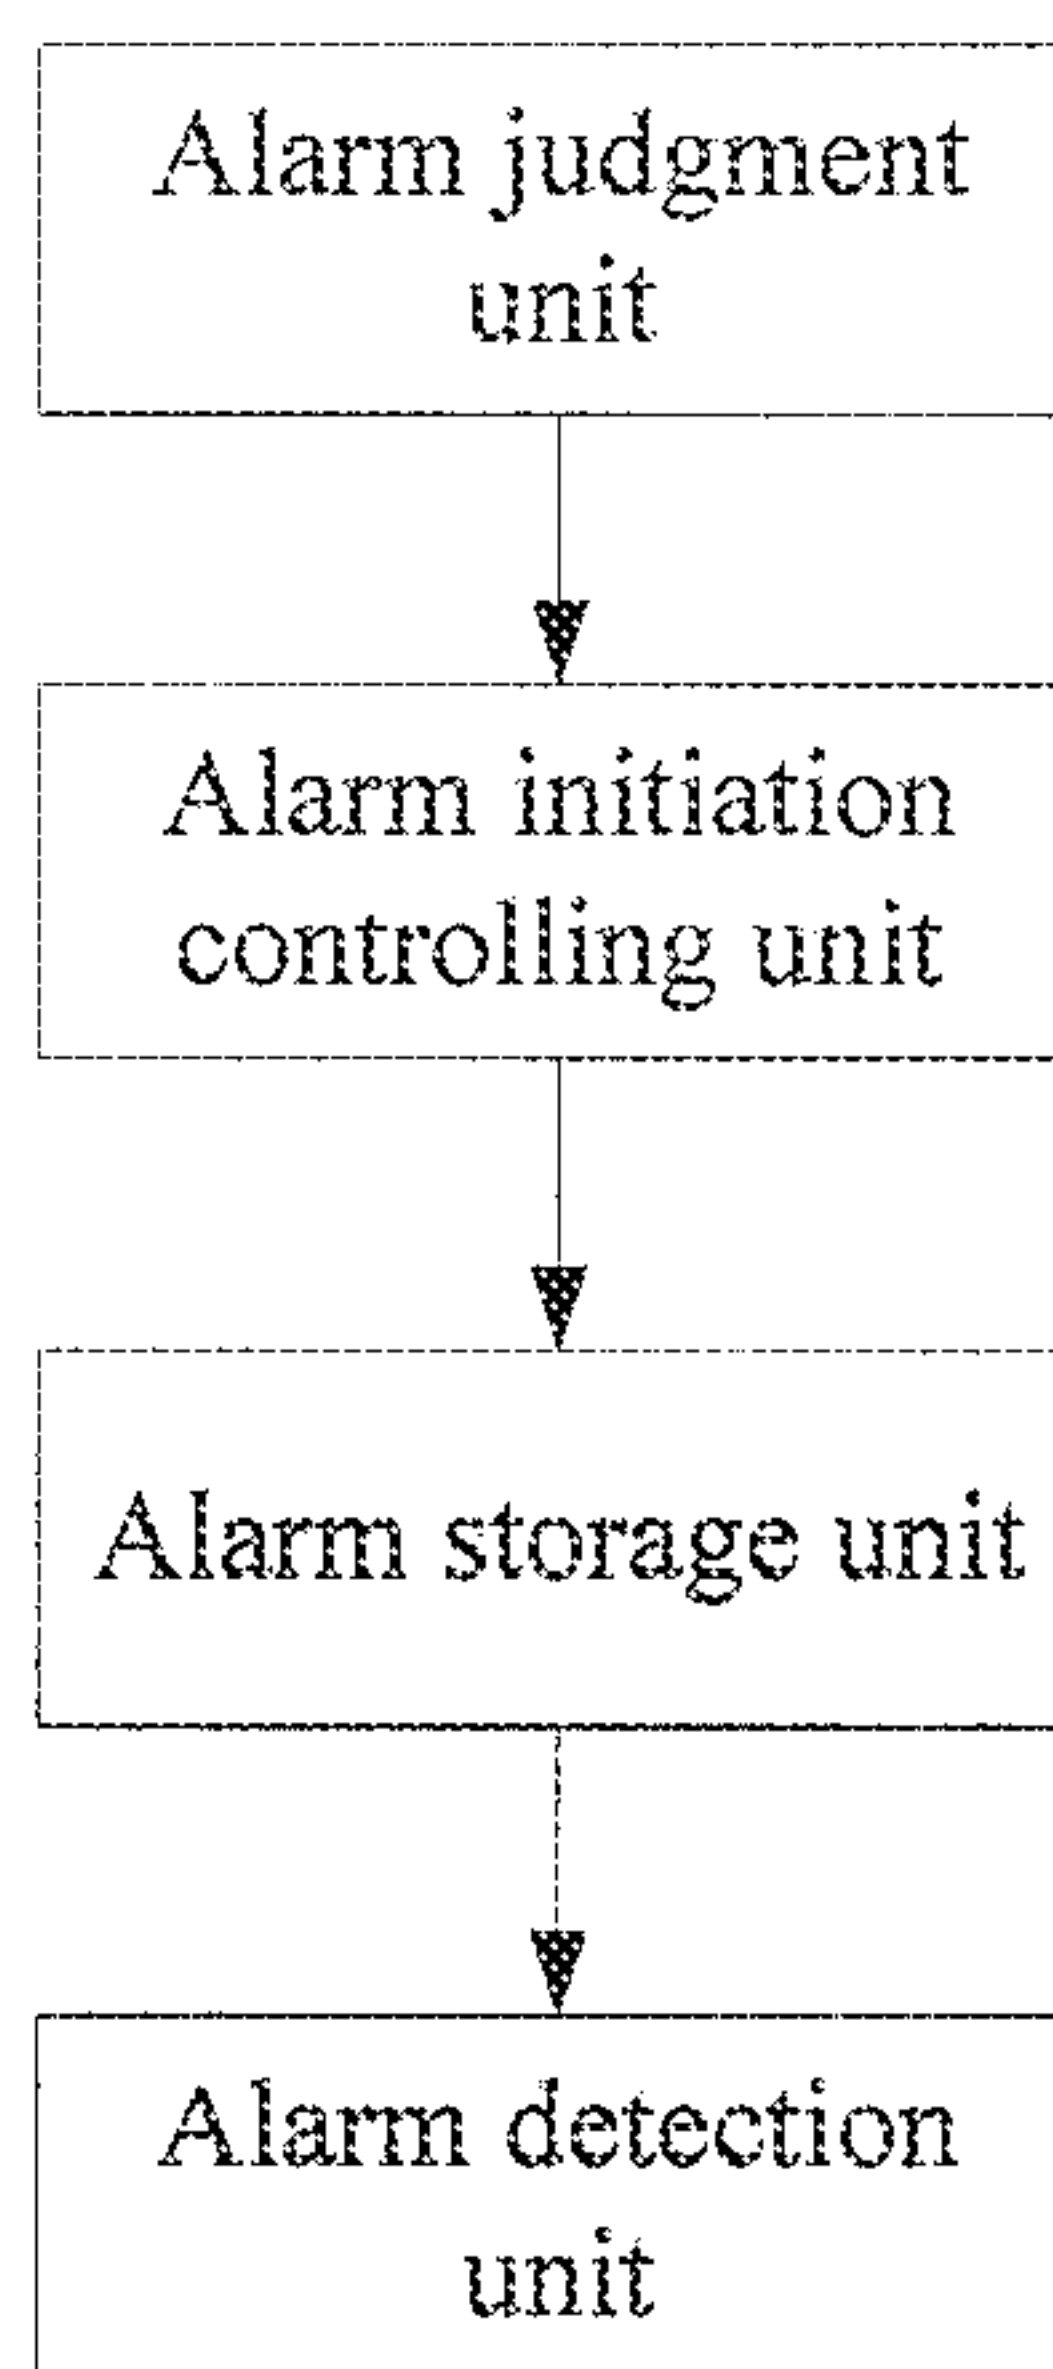 Alarm judgment
unit
Alarm initiation
controlling unit
Alarm storage unit
Alarm detection
unit